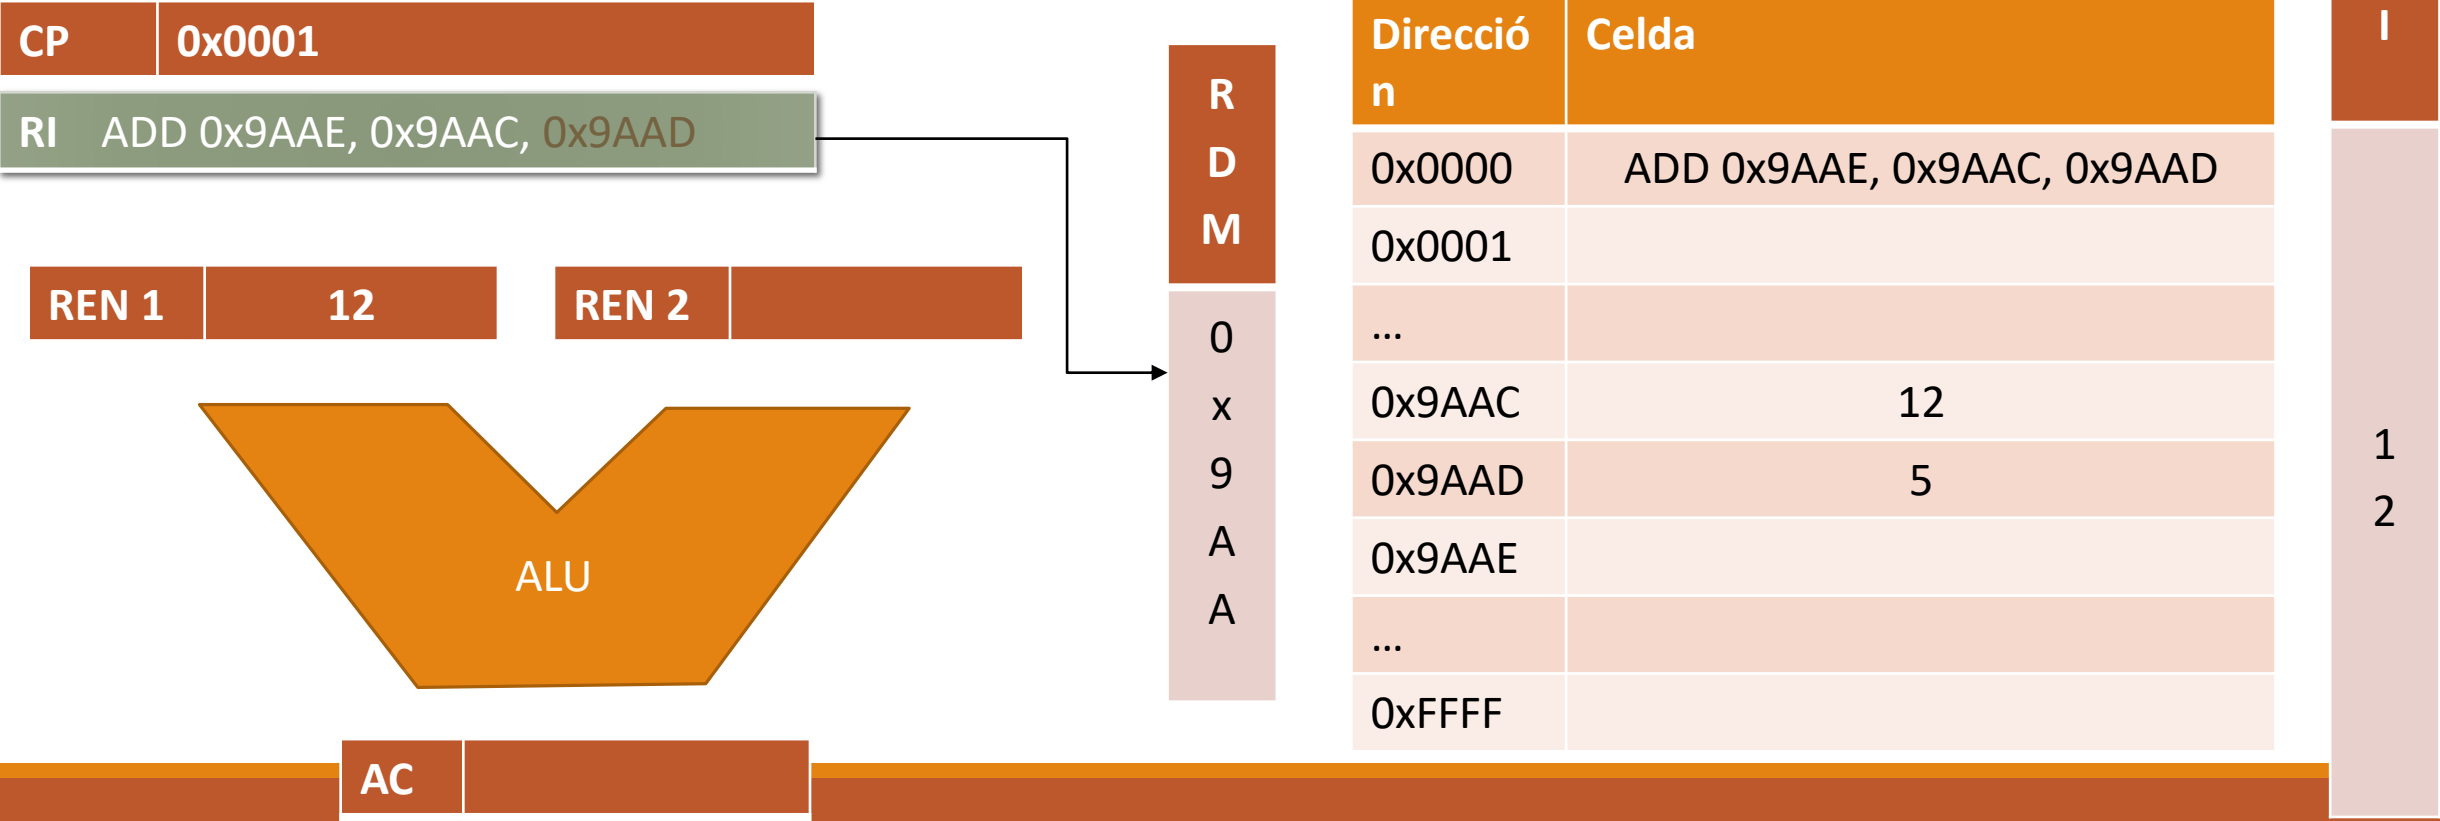 CP 0x0001
RI ADD 0x9AAE, 0x9AAC, 0x9AAD
REN 1 12
REN 2
ALU
AC
R
D
M
0
x
9
A
A
Direcció
n
Celda
0x0000 ADD 0x9AAE, 0x9AAC, 0x9AAD
0x0001
...
0x9AAC 12
0x9AAD 5
0x9AAE
...
0xFFFF
I
1
2